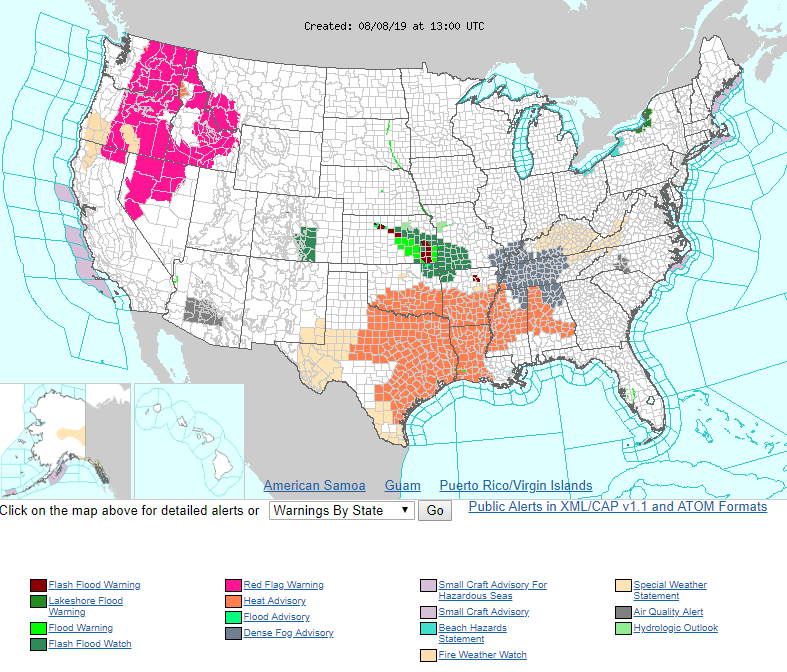 Created: 08/08/19 at 13:00 UTC
American Samoa Guam Puerto Rico/Virgin Islands
Click on the map above for detailed alerts or Warnings By State Go Public Alerts in XML/CAP v1.1 and ATOM Formats
Flash Flood Warning
Lakeshore Flood
Warning
Flood Warning
Flash Flood Watch
Red Flag Warning
Heat Advisory
Flood Advisory
Dense Fog Advisory
Small Craft Advisory For
Hazardous Seas
Small Craft Advisory
Beach Hazards
Statement
Fire Weather Watch
Special Weather
Statement
Air Quality Alert
Hydrologic Outlook